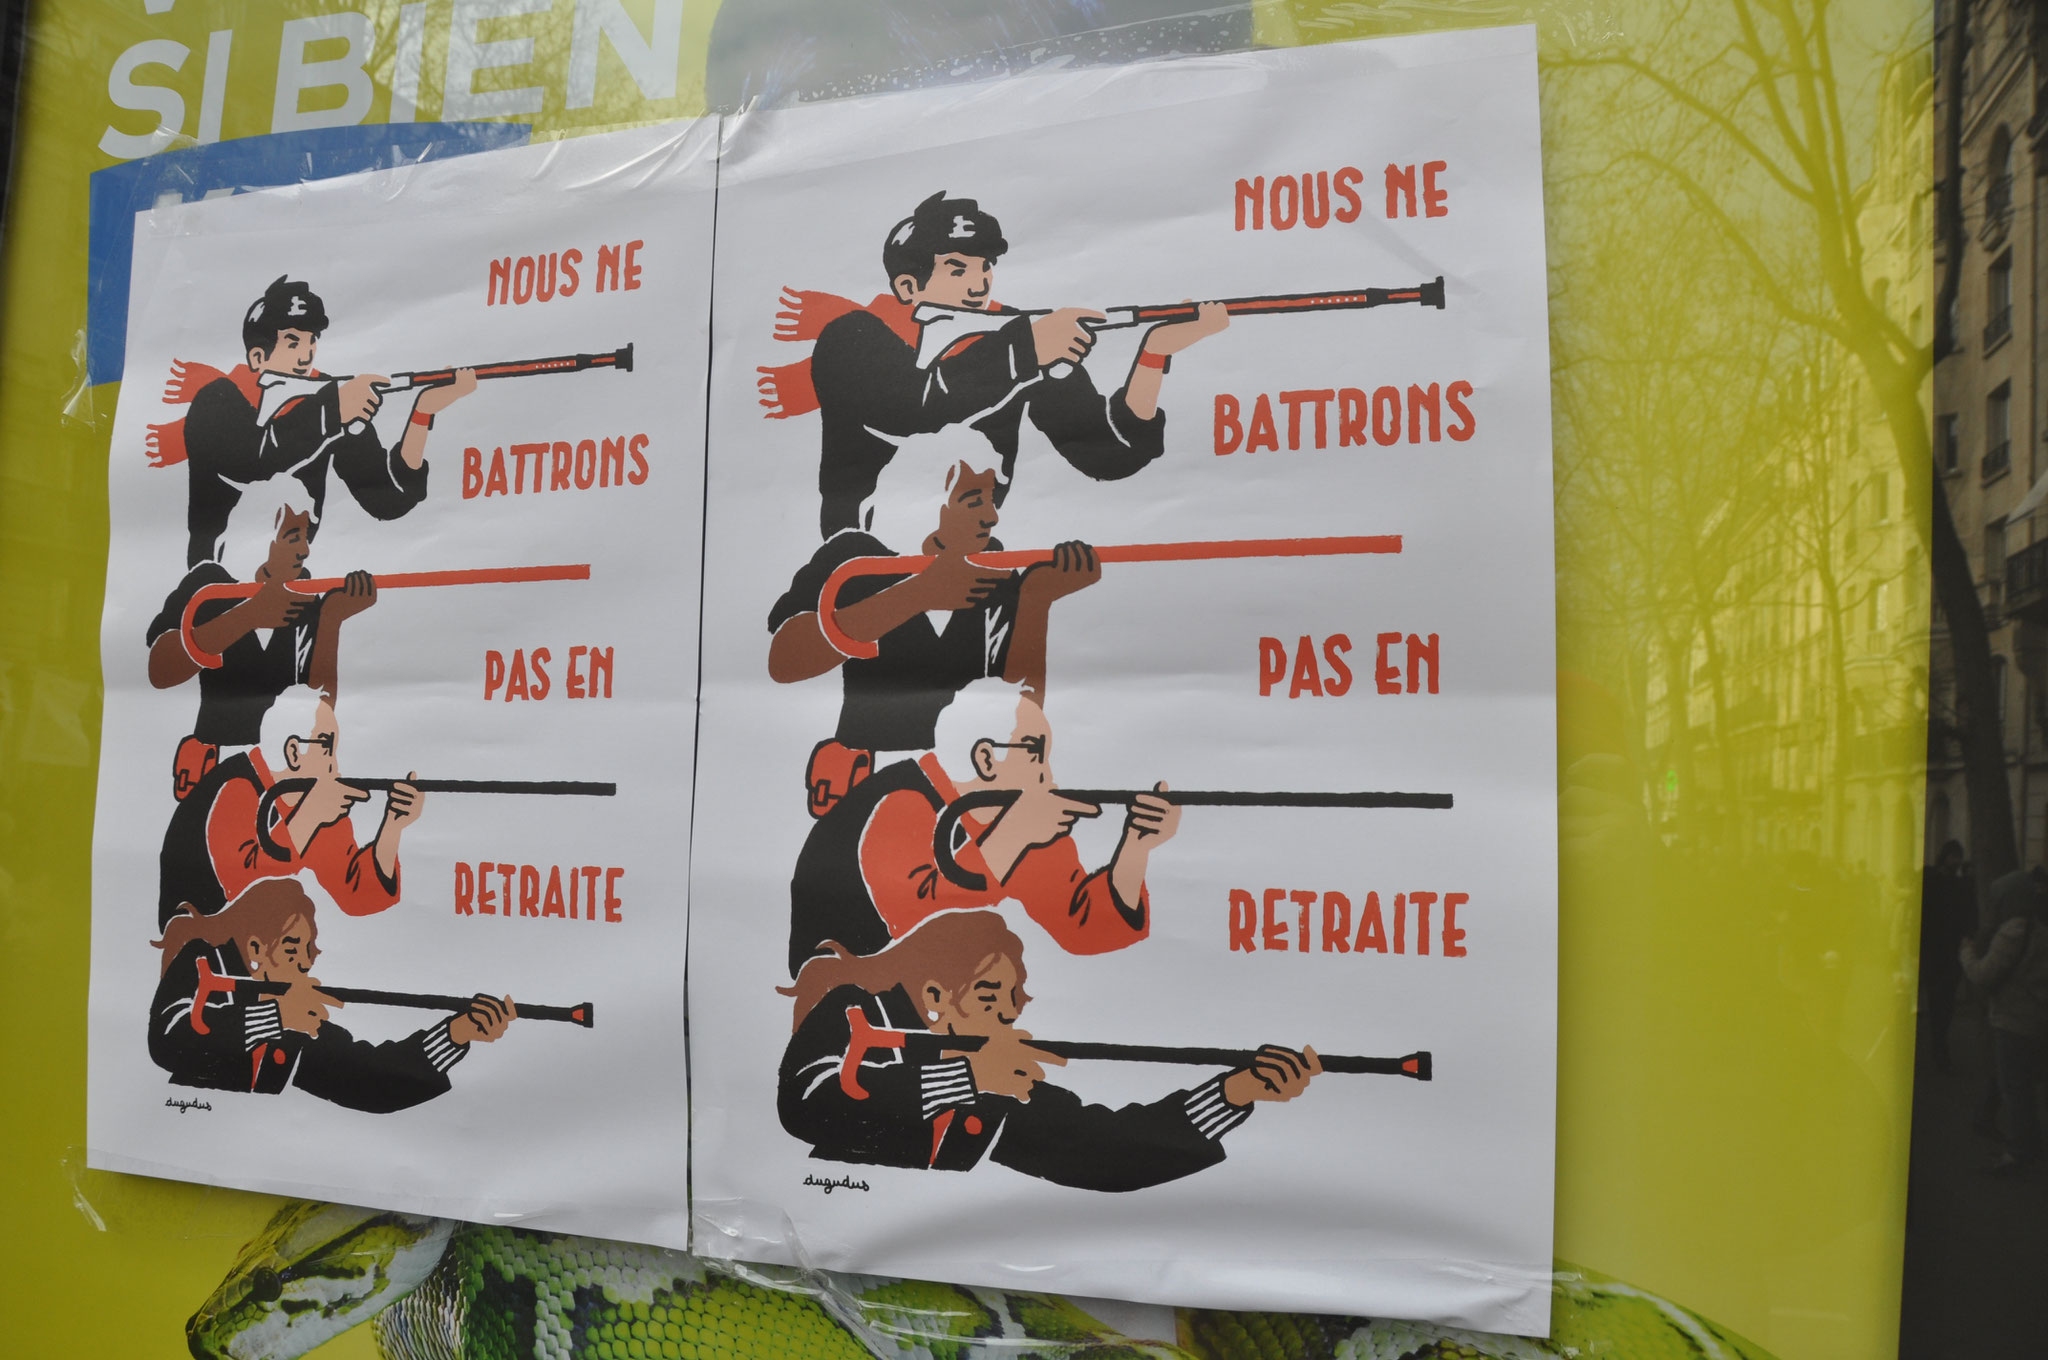 SI BIEN
NOUS NE
BATTRONS
PAS EN
RETRAITE
dugudus
NOUS NE
BATTRONS
PAS EN
RETRAITE
dugudus